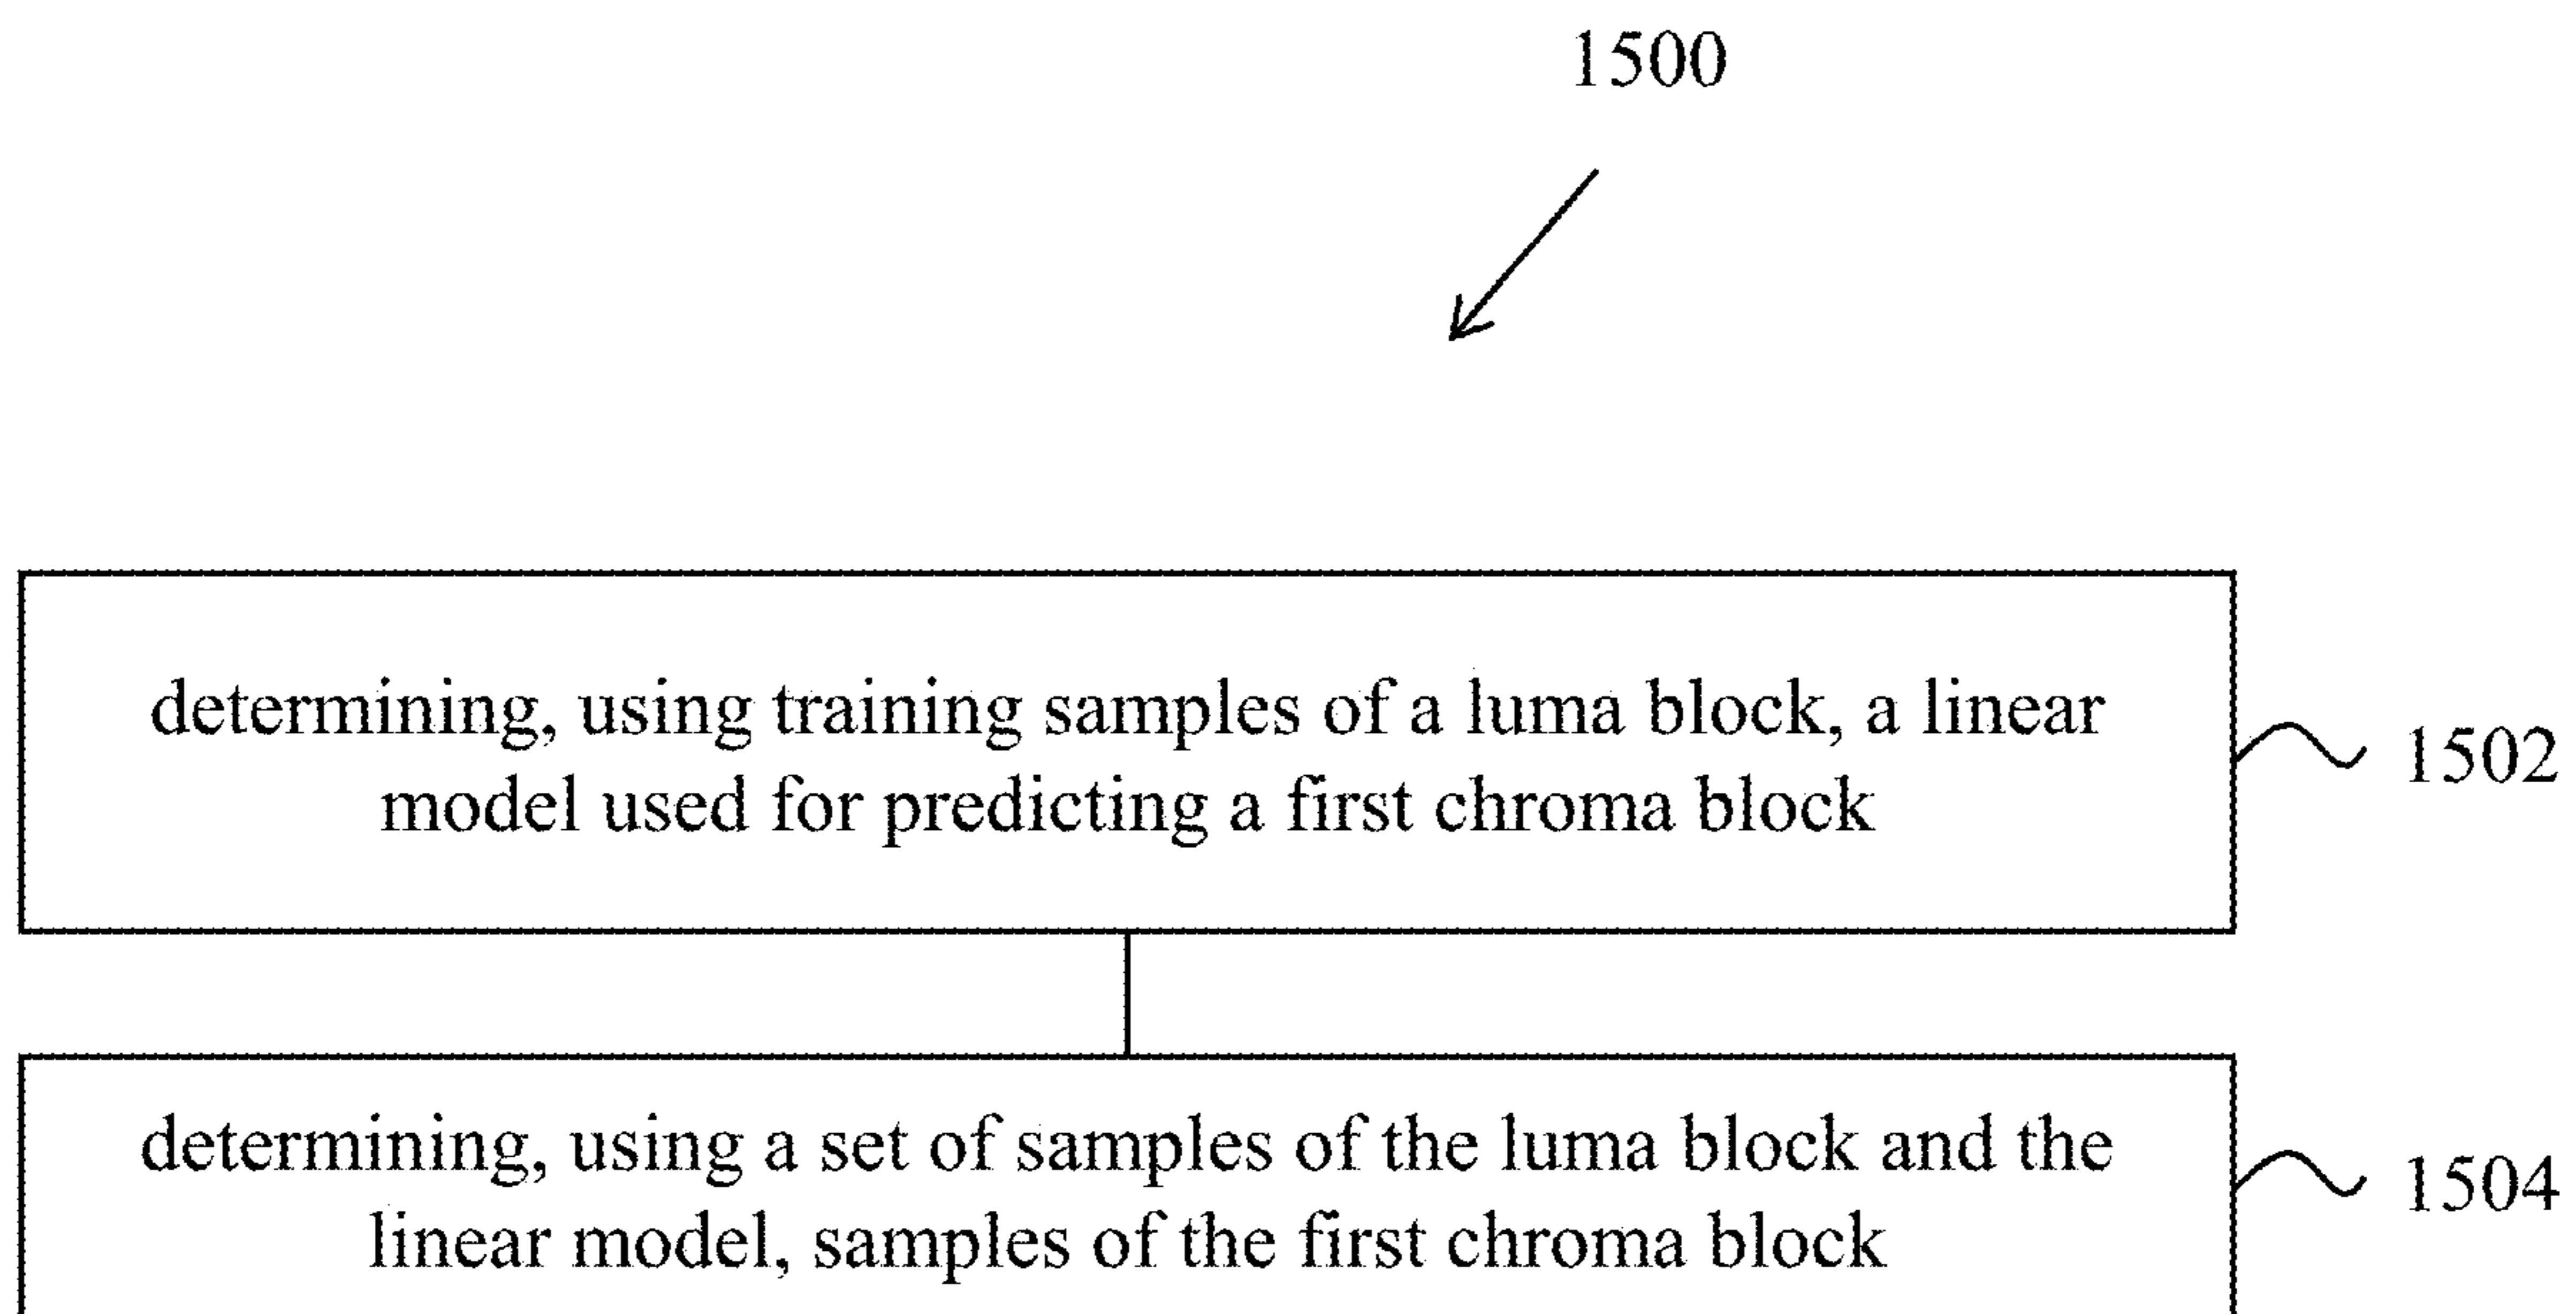 1500
determining, using training samples of a luma block, a linear
model used for predicting a first chroma block
1502
determining, using a set of samples of the luma block and the
linear model, samples of the first chroma block
1504